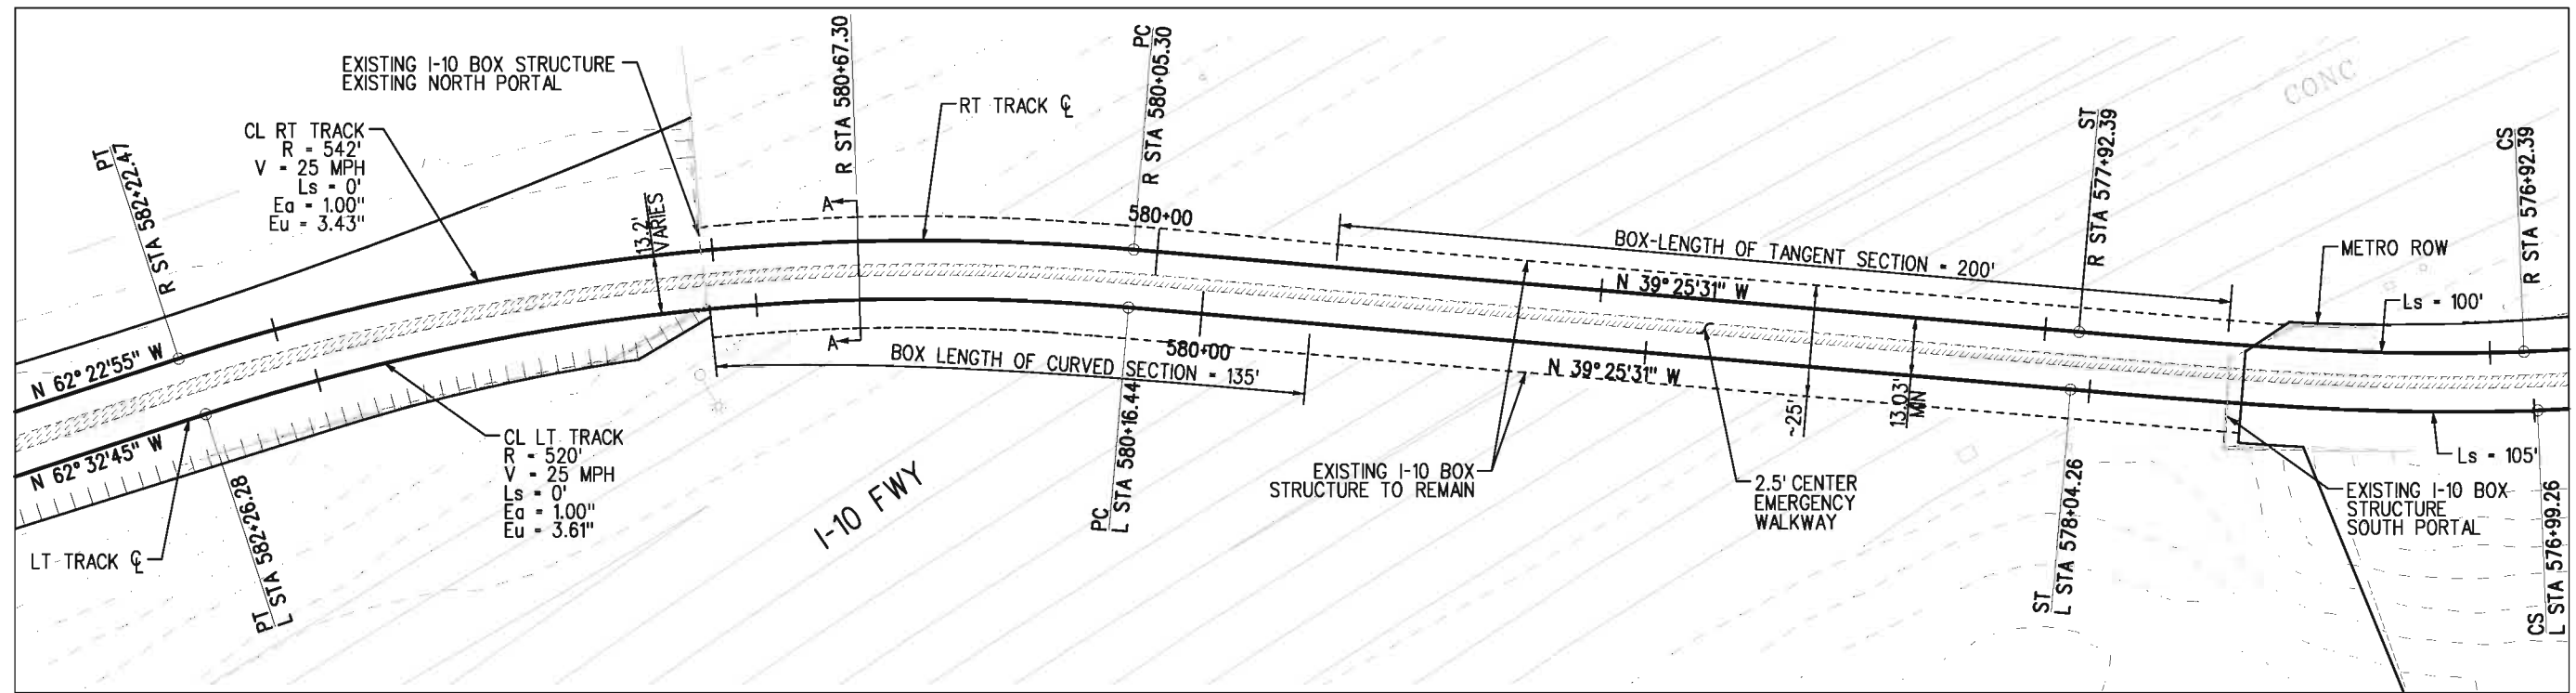 EXISTING I-10 BOX STRUCTURE
EXISTING NORTH PORTAL
CL RT TRACK
R = 542'
V = 25 MPH
Ls = 0'
Ea = 1.00"
Eu = 3.43"
PT
R STA 582+22.47
13.2'
VARIES
A
R STA 580+67.30
RT TRACK ℄
PC
R STA 580+05.30
580+00
BOX-LENGTH OF TANGENT SECTION = 200'
N 39°25'31" W
ST
R STA 577+92.39
CONC
METRO ROW
CS
R STA 576+92.39
Ls = 100'
N 62°22'55" W
N 62°32'45" W
LT TRACK ℄
PT
L STA 582+26.28
CL LT TRACK
R = 520'
V = 25 MPH
Ls = 0'
Ea = 1.00"
Eu = 3.61"
A
BOX LENGTH OF CURVED SECTION = 135'
580+00
I-10 FWY
PC
L STA 580+16.44
N 39°25'31" W
EXISTING I-10 BOX
STRUCTURE TO REMAIN
~25'
13.03'
MIN
2.5' CENTER
EMERGENCY
WALKWAY
ST
L STA 578+04.26
EXISTING I-10 BOX
STRUCTURE
SOUTH PORTAL
Ls = 105'
CS
L STA 576+99.26